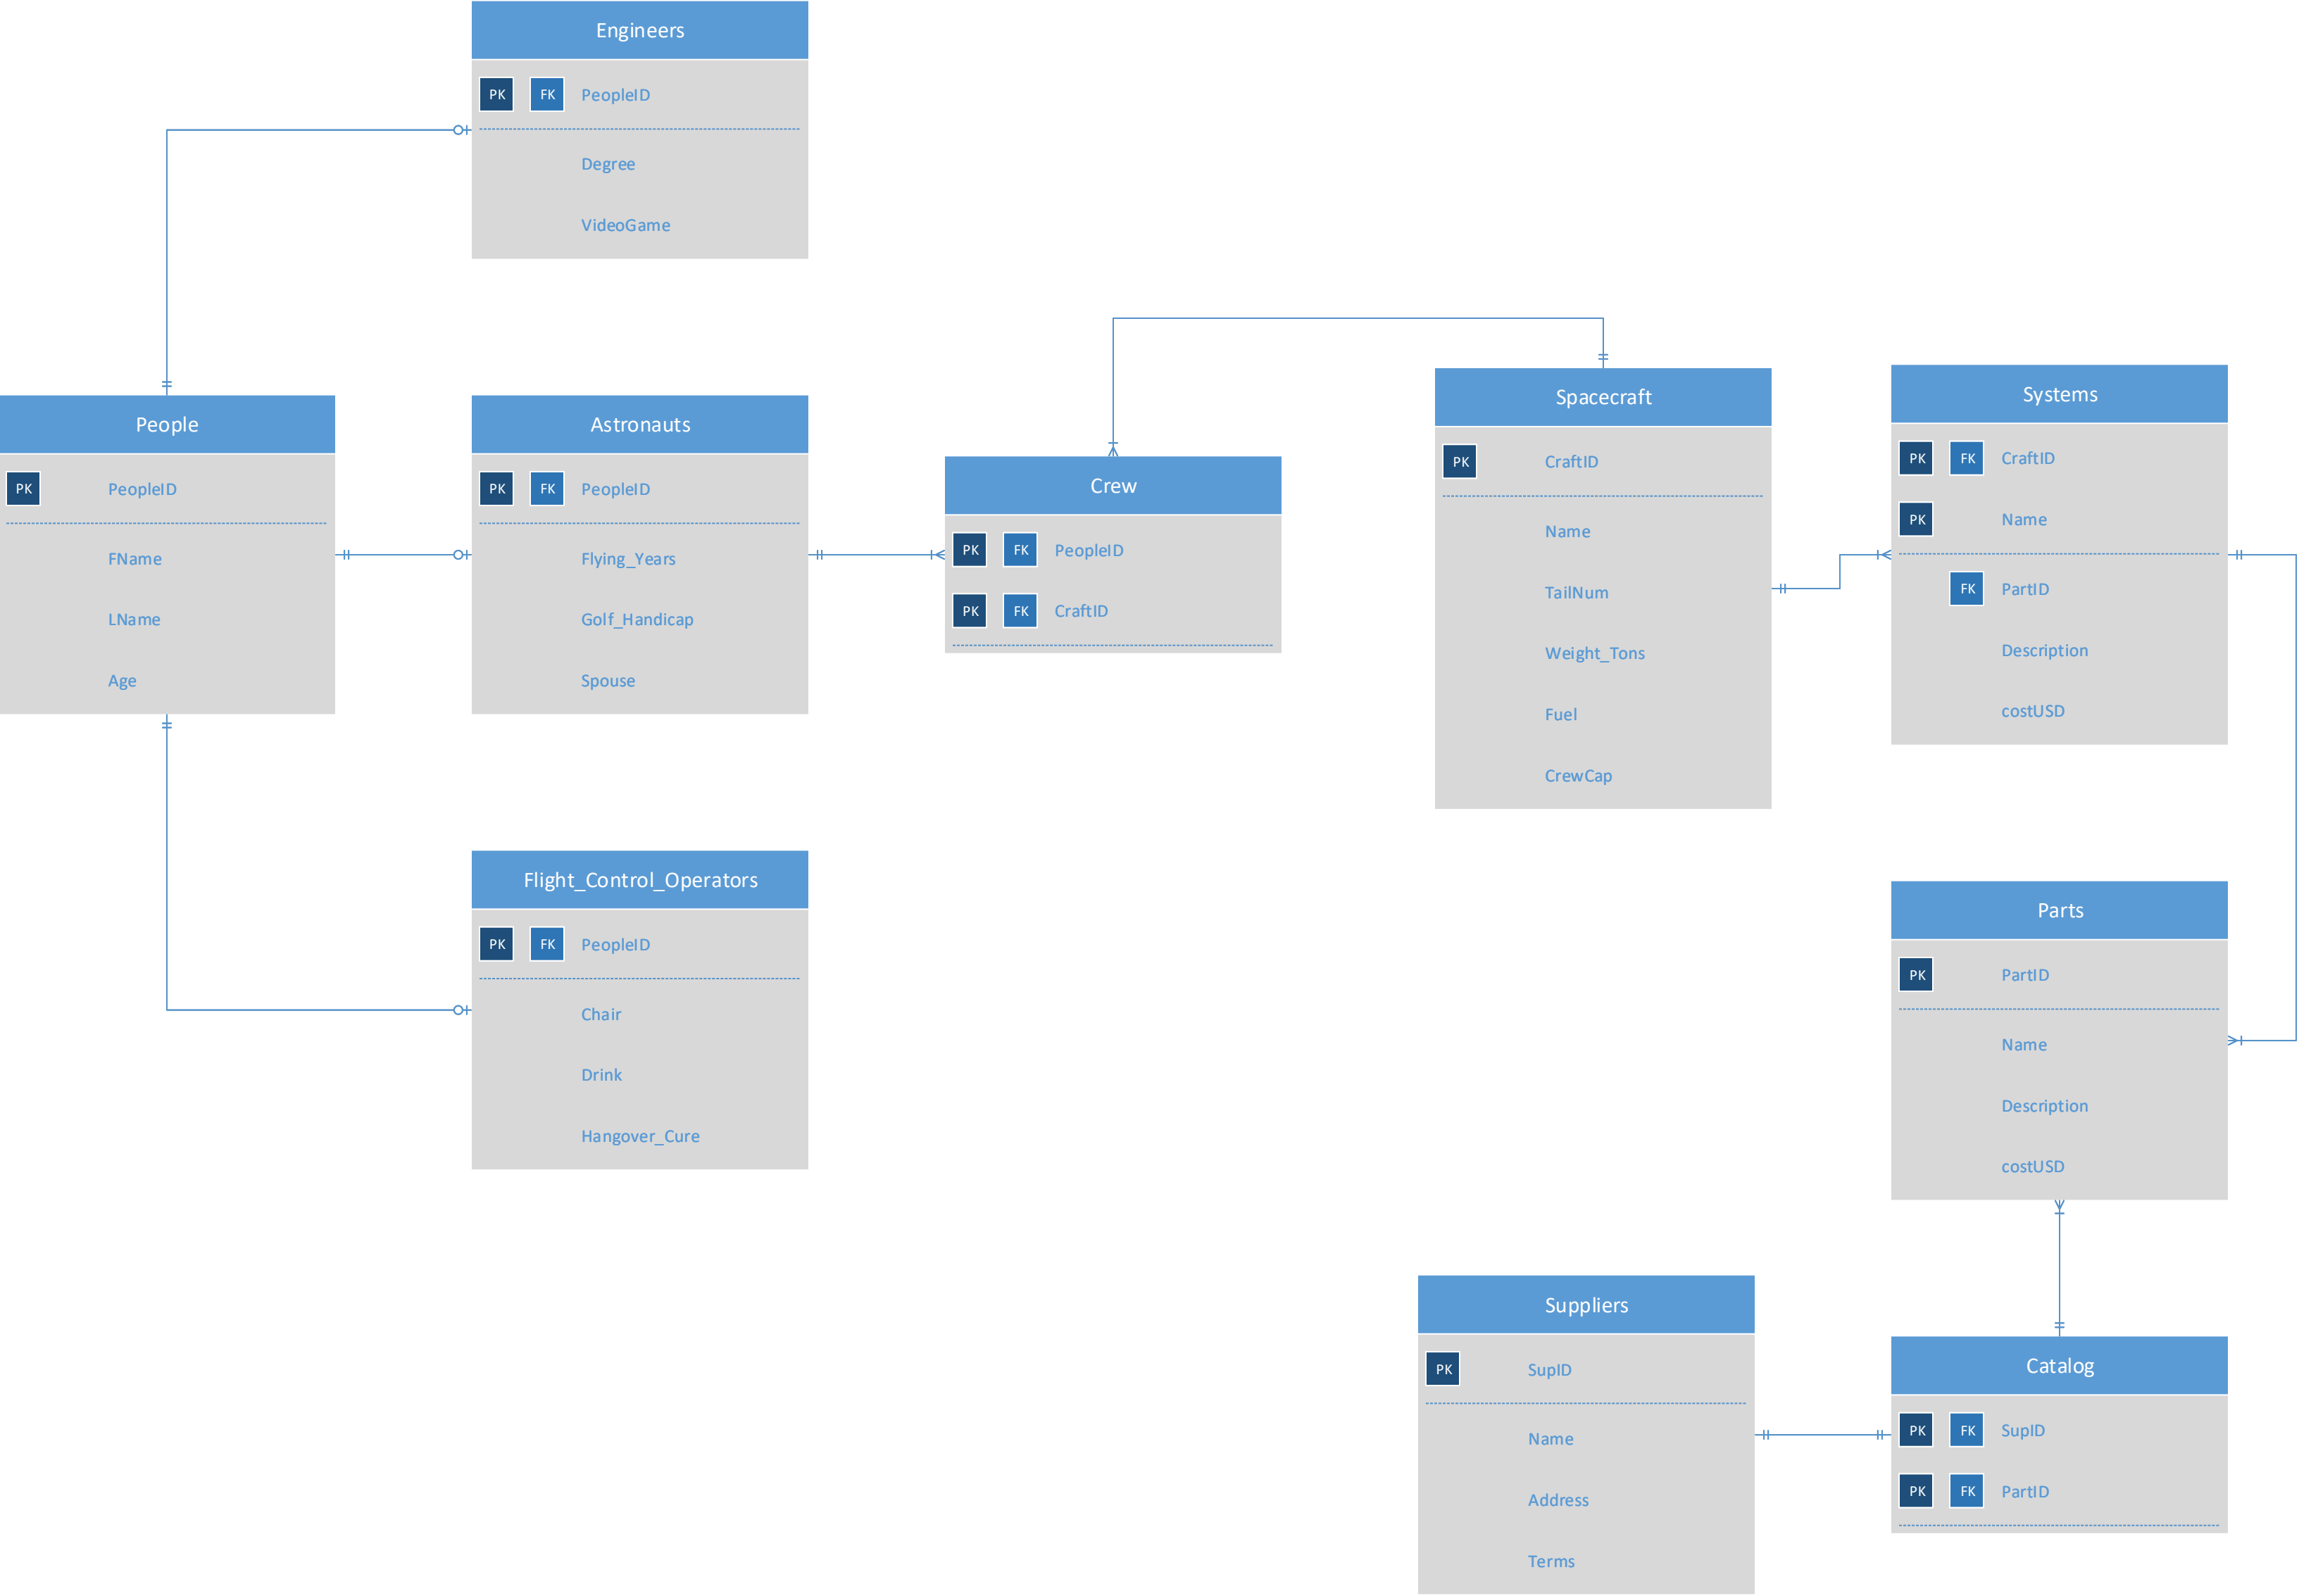 Engineers
PK FK PeopleID
Degree
VideoGame
People
PK PeopleID
FName
LName
Age
Astronauts
PK FK PeopleID
Flying_Years
Golf_Handicap
Spouse
Crew
PK FK PeopleID
PK FK CraftID
Spacecraft
PK CraftID
Name
TailNum
Weight_Tons
Fuel
CrewCap
Systems
PK FK CraftID
PK Name
FK PartID
Description
costUSD
Flight_Control_Operators
PK FK PeopleID
Chair
Drink
Hangover_Cure
Parts
PK PartID
Name
Description
costUSD
Suppliers
PK SupID
Name
Address
Terms
Catalog
PK FK SupID
PK FK PartID